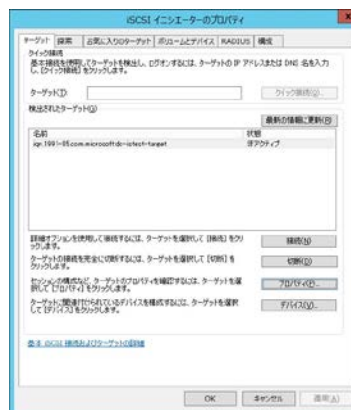 iSCSI イニシエーターのプロパティ
ターゲット 探索 お気に入りのターゲット ボリュームとデバイス RADIUS 構成
クイック接続
基本接続を使用してターゲットを検出し、ログオンするには、ターゲットの IP アドレスまたは DNS 名を入力
し、[クイック接続] をクリックします。
ターゲット(T):
クイック接続(Q)...
検出されたターゲット(G)
最新の情報に更新(R)
名前 状態
iqn.1991-05.com.microsoft:dc-istest-target 非アクティブ
詳細オプションを使用して接続するには、ターゲットを選択して [接続] をクリ
ックします。
接続(N)
ターゲットの接続を完全に切断するには、ターゲットを選択して [切断] を
クリックします。
切断(D)
セッションの構成など、ターゲットのプロパティを確認するには、ターゲットを選
択して [プロパティ] をクリックします。
プロパティ(P)...
ターゲットに関連付けられているデバイスを構成するには、ターゲットを選択
して [デバイス] をクリックします。
デバイス(V)...
基本 iSCSI 接続およびターゲットの詳細
OK キャンセル 適用(A)